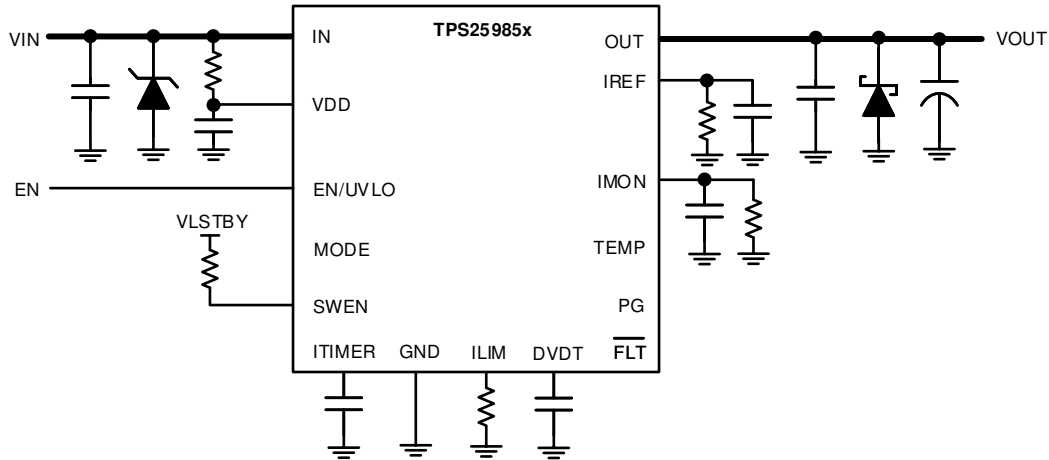 TPS25985x
VIN
IN
OUT
VOUT
IREF
VDD
EN
EN/UVLO
IMON
VLSTBY
MODE
TEMP
SWEN
PG
ITIMER
GND
ILIM
DVDT
FLT